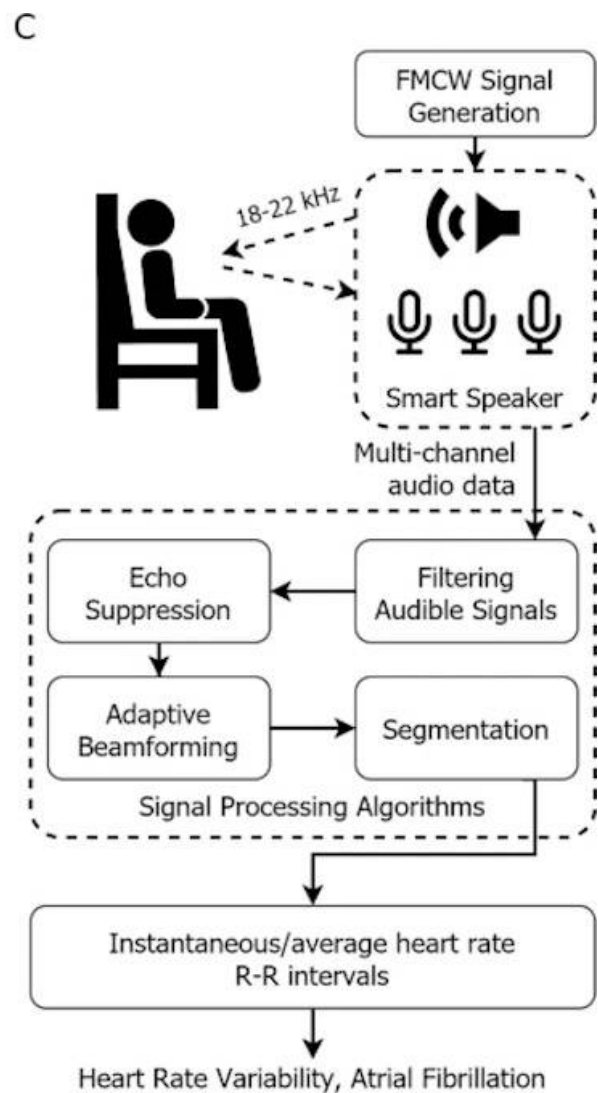 C
FMCW Signal
Generation
18-22 kHz
Smart Speaker
Multi-channel
audio data
Echo
Suppression
Filtering
Audible Signals
Adaptive
Beamforming
Segmentation
Signal Processing Algorithms
Instantaneous/average heart rate
R-R intervals
Heart Rate Variability, Atrial Fibrillation